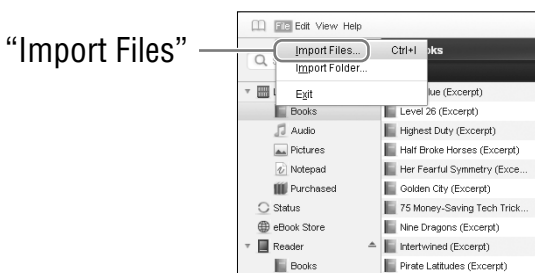 File Edit View Help
“Import Files”
Import Files... Ctrl+I
Import Folder...
Exit
Books
Audio
Pictures
Notepad
Purchased
Status
eBook Store
Reader
Books
(Excerpt)
Level 26 (Excerpt)
Highest Duty (Excerpt)
Half Broke Horses (Excerpt)
Her Fearful Symmetry (Exce...
Golden City (Excerpt)
75 Money-Saving Tech Trick...
Nine Dragons (Excerpt)
Intertwined (Excerpt)
Pirate Latitudes (Excerpt)